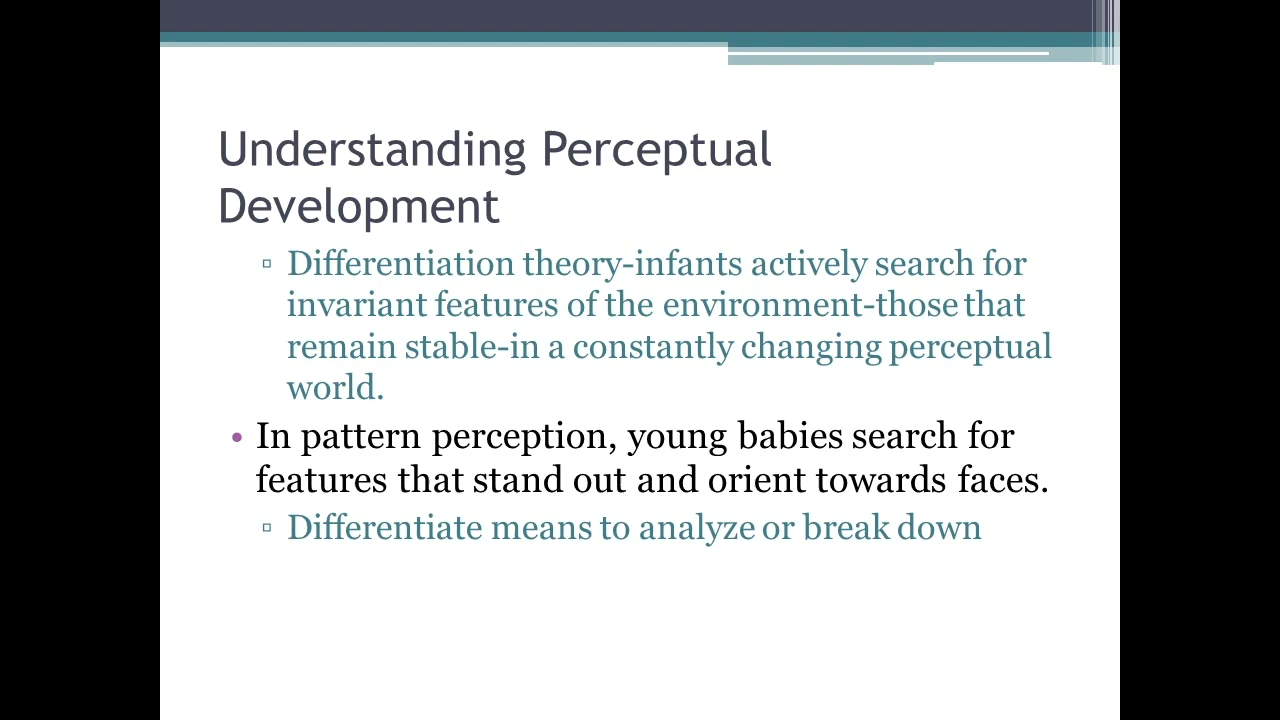 Understanding Perceptual
Development
▫ Differentiation theory-infants actively search for
invariant features of the environment-those that
remain stable-in a constantly changing perceptual
world.
• In pattern perception, young babies search for
features that stand out and orient towards faces.
▫ Differentiate means to analyze or break down